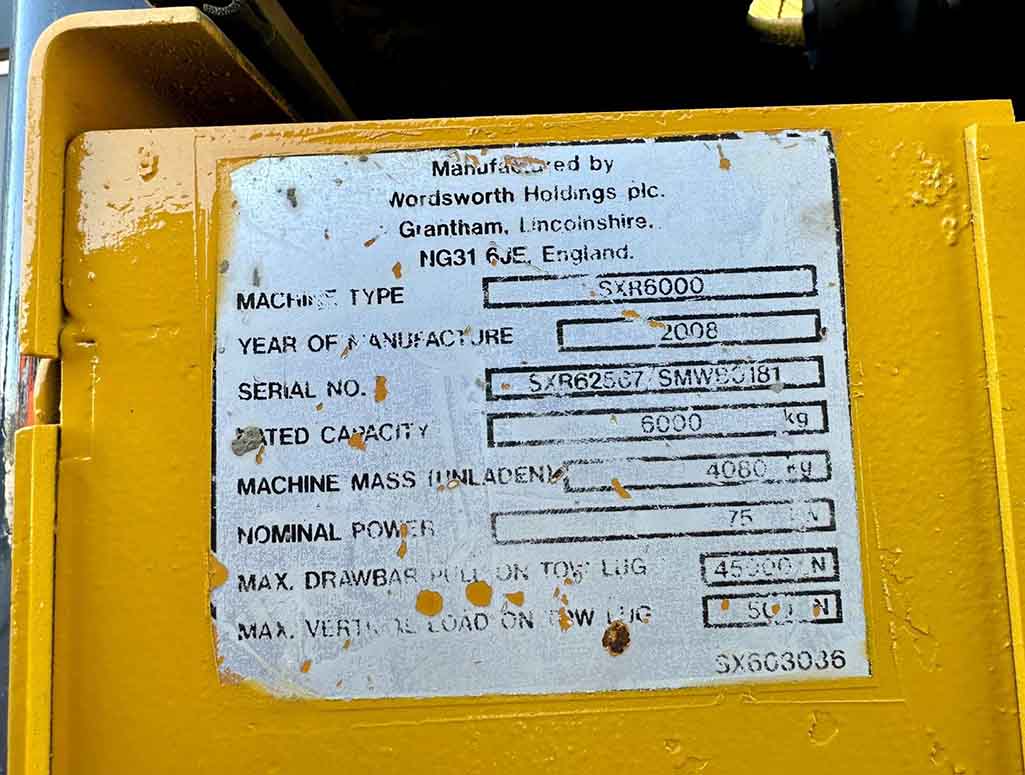 Manufactured by
Wordsworth Holdings plc.
Grantham, Lincolnshire.
NG31 6JE, England.
MACHINE TYPE SXR6000
YEAR OF MANUFACTURE 2008
SERIAL NO.
RATED CAPACITY 6000 kg
MACHINE MASS (UNLADEN) 4080 kg
NOMINAL POWER 75
MAX. DRAWBAR PULL ON TOW LUG 45000 N
MAX. VERTICAL LOAD ON TOW LUG 500 N
SX603036